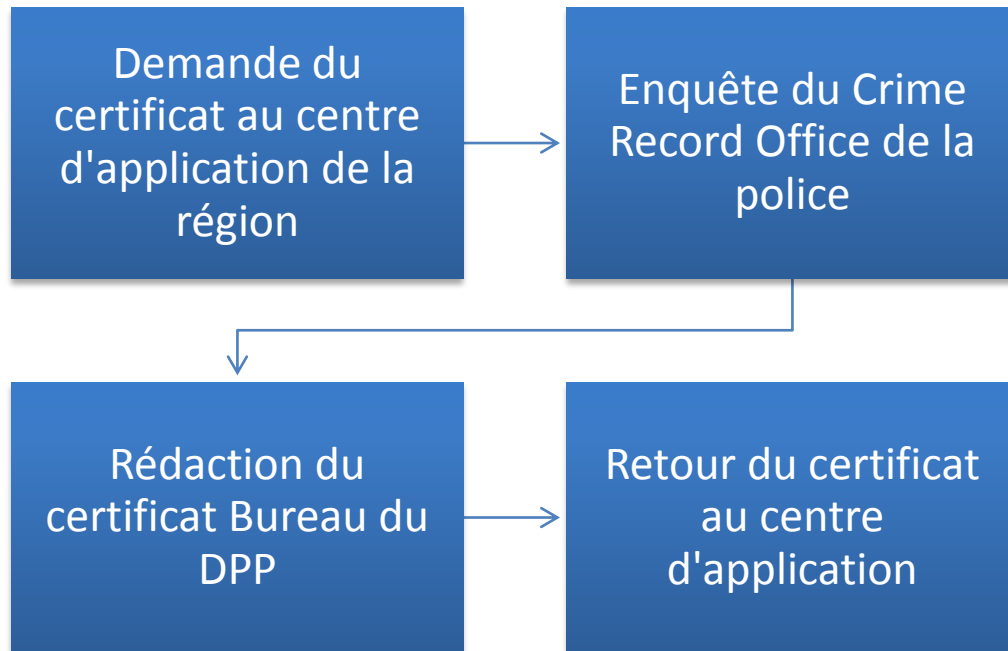 Demande du
certificat au centre
d'application de la
région
Enquête du Crime
Record Office de la
police
Rédaction du
certificat Bureau du
DPP
Retour du certificat
au centre
d'application